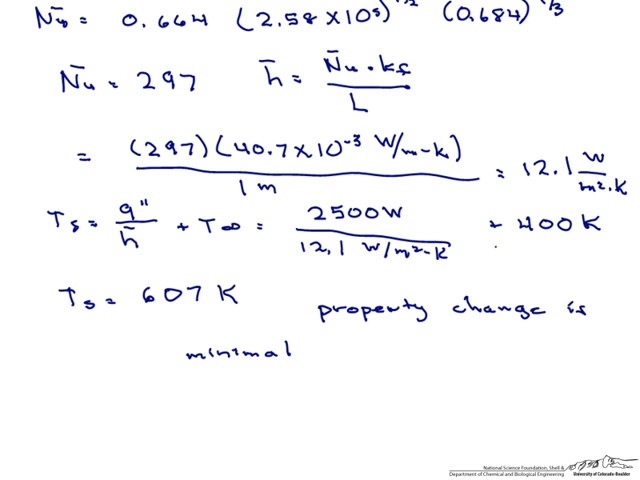 N̄u = 0.664 (2.58 × 10⁵)^1/2 (0.684)^1/3
N̄u = 297 h̄ = N̄u · kf / L
= (297)(40.7×10⁻³ W/m-K) / 1 m = 12.1 W/m²·K
Ts = q" / h̄ + T∞ = 2500W / 12.1 W/m²-K + 400 K
Ts = 607 K property change is
minimal
National Science Foundation, Shell &
Department of Chemical and Biological Engineering
University of Colorado-Boulder